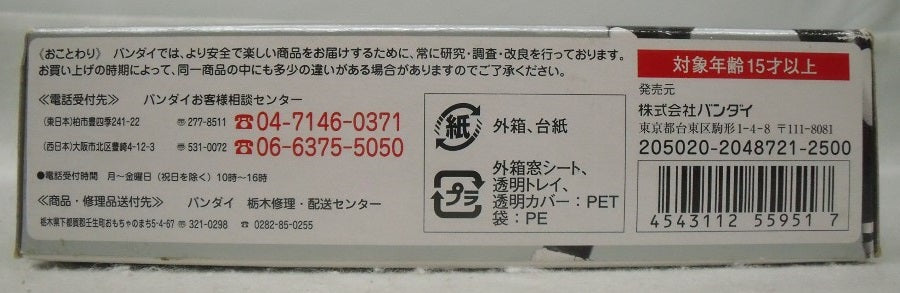 《おことわり》 バンダイでは、より安全で楽しい商品をお届けするために、常に研究・調査・改良を行っております。
お買い上げの時期によって、同一商品の中にも多少の違いがある場合がありますのでご了承ください。
≪電話受付先≫ バンダイお客様相談センター
(東日本)柏市豊四季241-22 〠277-8511 ☎04-7146-0371
(西日本)大阪市北区豊崎4-12-3 〠531-0072 ☎06-6375-5050
●電話受付時間 月〜金曜日(祝日を除く)10時〜16時
≪商品・修理品送付先≫ バンダイ 栃木修理・配送センター
栃木県下都賀郡壬生町おもちゃのまち5-4-67 〠321-0298 ☎0282-85-0255
紙
外箱、台紙
プラ
外箱窓シート、
透明トレイ、
透明カバー:PET
袋:PE
対象年齢15才以上
発売元
株式会社バンダイ
東京都台東区駒形1-4-8 〒111-8081
205020-2048721-2500
4543112 559517